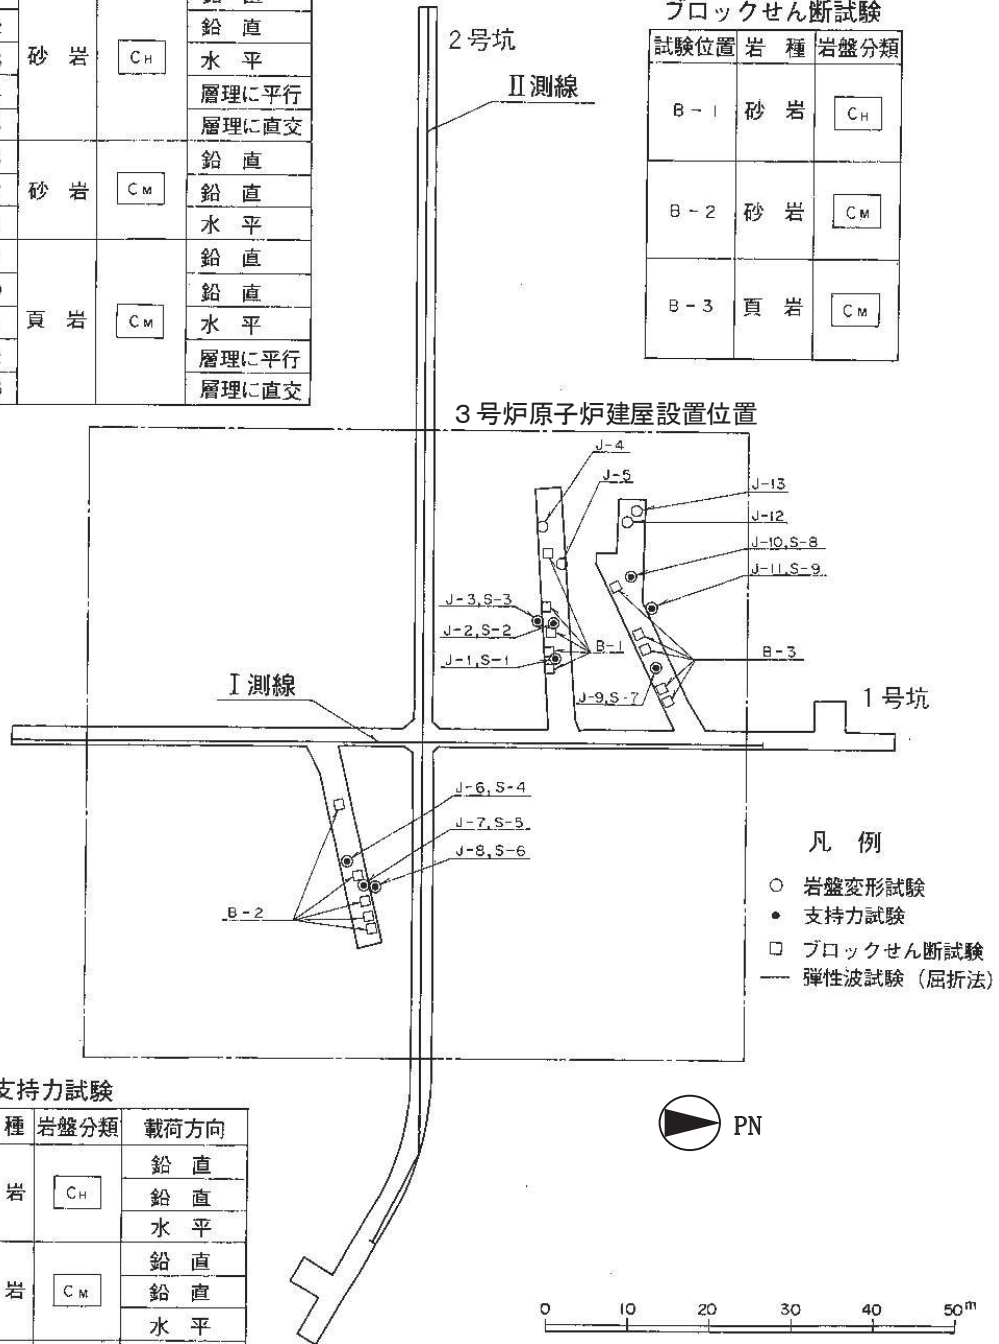 鉛 直
水 平
層理に平行
層理に直交
砂 岩
CH
鉛 直
鉛 直
水 平
砂 岩
CM
鉛 直
鉛 直
水 平
層理に平行
層理に直交
頁 岩
CM
2号坑
Ⅱ測線
ブロックせん断試験
試験位置 岩 種 岩盤分類
B-1 砂 岩 CH
B-2 砂 岩 CM
B-3 頁 岩 CM
3号炉原子炉建屋設置位置
J-4
J-5
J-13
J-12
J-10,S-8
J-11,S-9
J-3,S-3
J-2,S-2
J-1,S-1
B-1
B-3
J-9,S-7
Ⅰ測線
1号坑
J-6,S-4
J-7,S-5
J-8,S-6
B-2
凡 例
岩盤変形試験
支持力試験
ブロックせん断試験
弾性波試験（屈折法）
支持力試験
種 岩盤分類 載荷方向
岩 CH
鉛 直
鉛 直
水 平
岩 CM
鉛 直
鉛 直
水 平
PN
0 10 20 30 40 50m